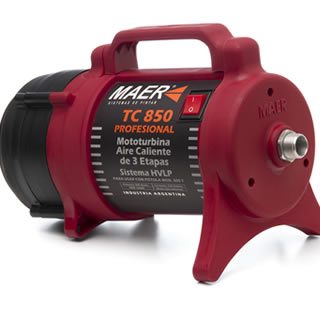 MAER
SISTEMAS DE PINTAR
TC 850
PROFESIONAL
Mototurbina
Aire Caliente
de 3 Etapas
Sistema HVLP
INDUSTRIA ARGENTINA
MAER